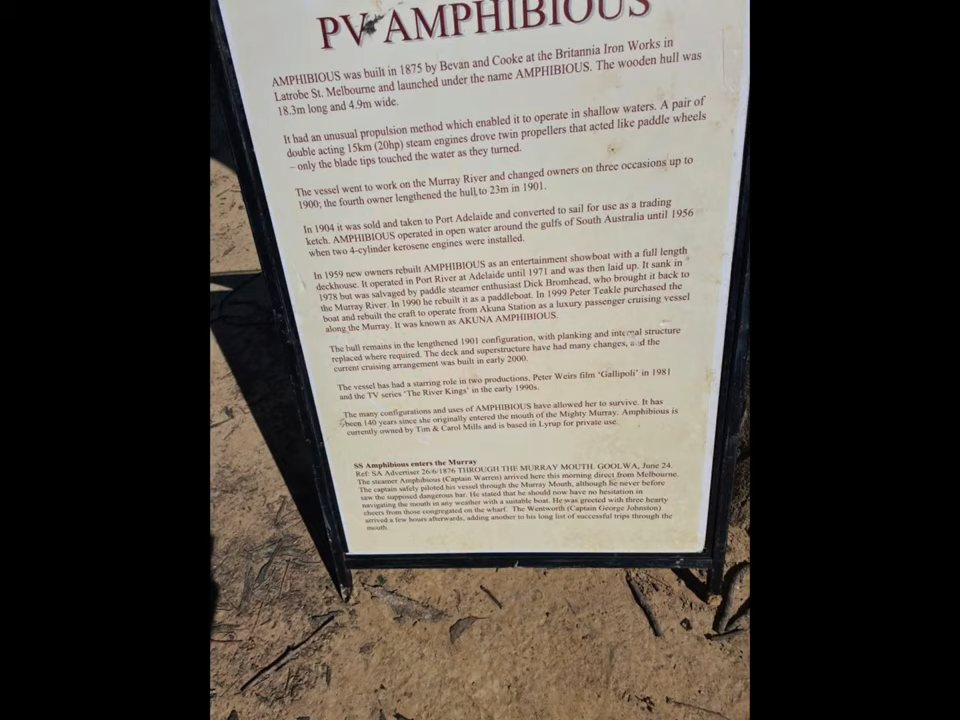 PV AMPHIBIOUS
AMPHIBIOUS was built in 1875 by Bevan and Cooke at the Britannia Iron Works in
Latrobe St. Melbourne and launched under the name AMPHIBIOUS. The wooden hull was
18.3m long and 4.9m wide.
It had an unusual propulsion method which enabled it to operate in shallow waters. A pair of
double acting 15km (20hp) steam engines drove twin propellers that acted like paddle wheels
– only the blade tips touched the water as they turned.
The vessel went to work on the Murray River and changed owners on three occasions up to
1900; the fourth owner lengthened the hull to 23m in 1901.
In 1904 it was sold and taken to Port Adelaide and converted to sail for use as a trading
ketch. AMPHIBIOUS operated in open water around the gulfs of South Australia until 1956
when two 4-cylinder kerosene engines were installed.
In 1959 new owners rebuilt AMPHIBIOUS as an entertainment showboat with a full length
deckhouse. It operated in Port River at Adelaide until 1971 and was then laid up. It sank in
1978 but was salvaged by paddle steamer enthusiast Dick Bromhead, who brought it back to
the Murray River. In 1990 he rebuilt it as a paddleboat. In 1999 Peter Teakle purchased the
boat and rebuilt the craft to operate from Akuna Station as a luxury passenger cruising vessel
along the Murray. It was known as AKUNA AMPHIBIOUS.
The hull remains in the lengthened 1901 configuration, with planking and internal structure
replaced where required. The deck and superstructure have had many changes, and the
current cruising arrangement was built in early 2000.
The vessel has had a starring role in two productions, Peter Weirs film 'Gallipoli' in 1981
and the TV series 'The River Kings' in the early 1990s.
The many configurations and uses of AMPHIBIOUS have allowed her to survive. It has
been 140 years since she originally entered the mouth of the Mighty Murray. Amphibious is
currently owned by Tim & Carol Mills and is based in Lyrup for private use.
SS Amphibious enters the Murray
Ref: SA Advertiser 26/6/1876 THROUGH THE MURRAY MOUTH. GOOLWA, June 24.
The steamer Amphibious (Captain Warren) arrived here this morning direct from Melbourne.
The captain safely piloted his vessel through the Murray Mouth, although he never before
saw the supposed dangerous bar. He stated that he should now have no hesitation in
navigating the mouth in any weather with a suitable boat. He was greeted with three hearty
cheers from those congregated on the wharf. The Wentworth (Captain George Johnston)
arrived a few hours afterwards, adding another to his long list of successful trips through the
mouth.